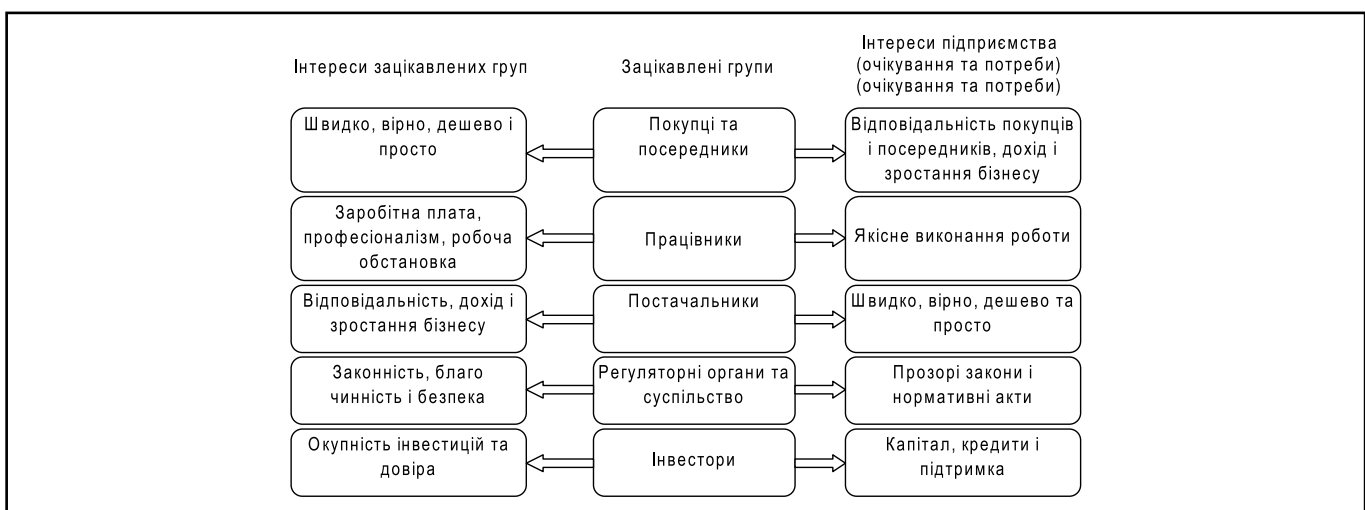 Інтереси зацікавлених груп
Зацікавлені групи
Інтереси підприємства
(очікування та потреби)
(очікування та потреби)
Швидко, вірно, дешево і
просто
Покупці та
посередники
Відповідальність покупців
і посередників, дохід і
зростання бізнесу
Заробітна плата,
професіоналізм, робоча
обстановка
Працівники
Якісне виконання роботи
Відповідальність, дохід і
зростання бізнесу
Постачальники
Швидко, вірно, дешево та
просто
Законність, благо
чинність і безпека
Регуляторні органи та
суспільство
Прозорі закони і
нормативні акти
Окупність інвестицій та
довіра
Інвестори
Капітал, кредити і
підтримка